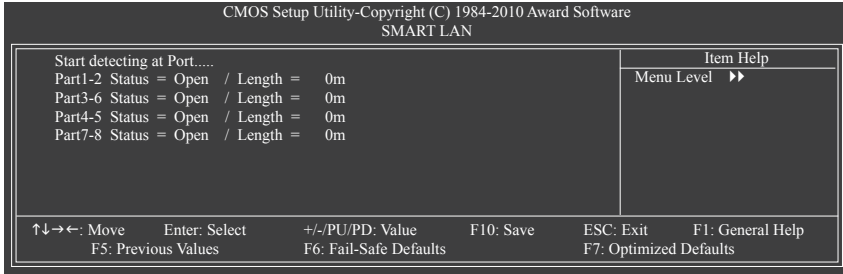 CMOS Setup Utility-Copyright (C) 1984-2010 Award Software
SMART LAN
Start detecting at Port.....
Part1-2 Status = Open / Length = 0m
Part3-6 Status = Open / Length = 0m
Part4-5 Status = Open / Length = 0m
Part7-8 Status = Open / Length = 0m
Item Help
Menu Level ▶▶
↑↓→←: Move Enter: Select +/-/PU/PD: Value F10: Save ESC: Exit F1: General Help
F5: Previous Values F6: Fail-Safe Defaults F7: Optimized Defaults